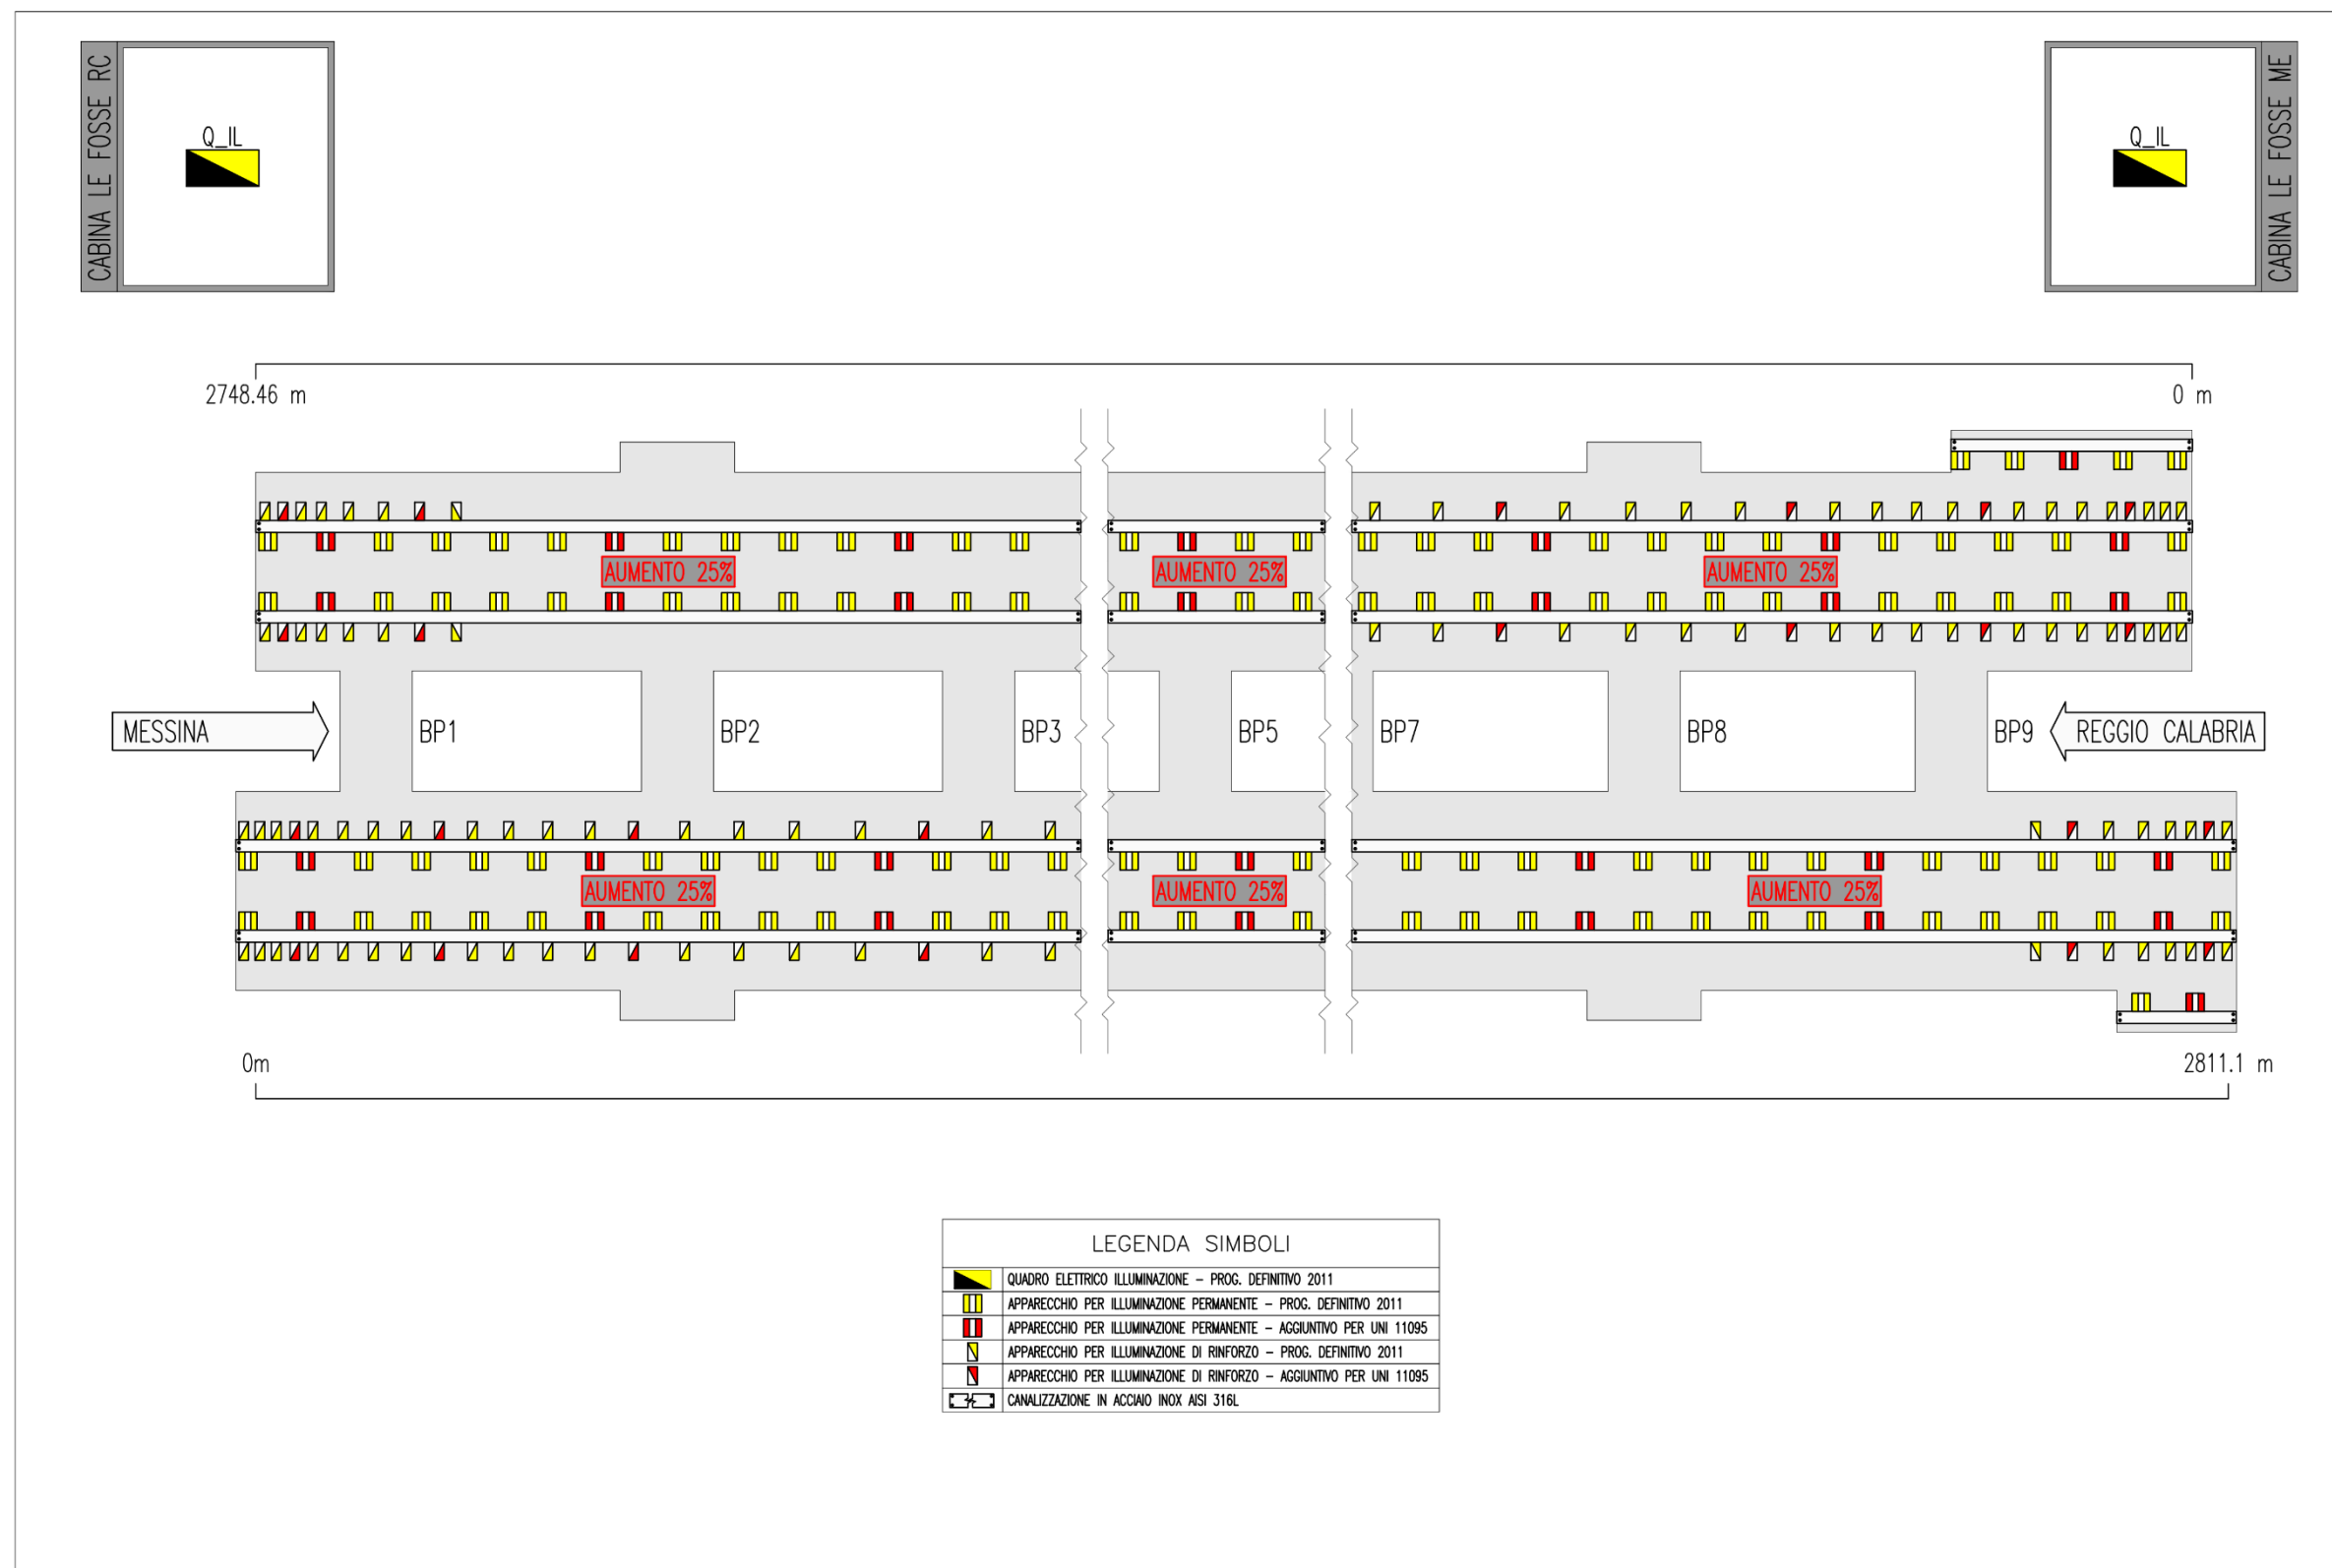 CABINA LE FOSSE RC
Q_IL
Q_IL
CABINA LE FOSSE ME
2748.46 m
0 m
AUMENTO 25%
AUMENTO 25%
AUMENTO 25%
MESSINA
BP1
BP2
BP3
BP5
BP7
BP8
BP9
REGGIO CALABRIA
AUMENTO 25%
AUMENTO 25%
AUMENTO 25%
0m
2811.1 m
LEGENDA SIMBOLI
QUADRO ELETTRICO ILLUMINAZIONE – PROG. DEFINITIVO 2011
APPARECCHIO PER ILLUMINAZIONE PERMANENTE – PROG. DEFINITIVO 2011
APPARECCHIO PER ILLUMINAZIONE PERMANENTE – AGGIUNTIVO PER UNI 11095
APPARECCHIO PER ILLUMINAZIONE DI RINFORZO – PROG. DEFINITIVO 2011
APPARECCHIO PER ILLUMINAZIONE DI RINFORZO – AGGIUNTIVO PER UNI 11095
CANALIZZAZIONE IN ACCIAIO INOX AISI 316L